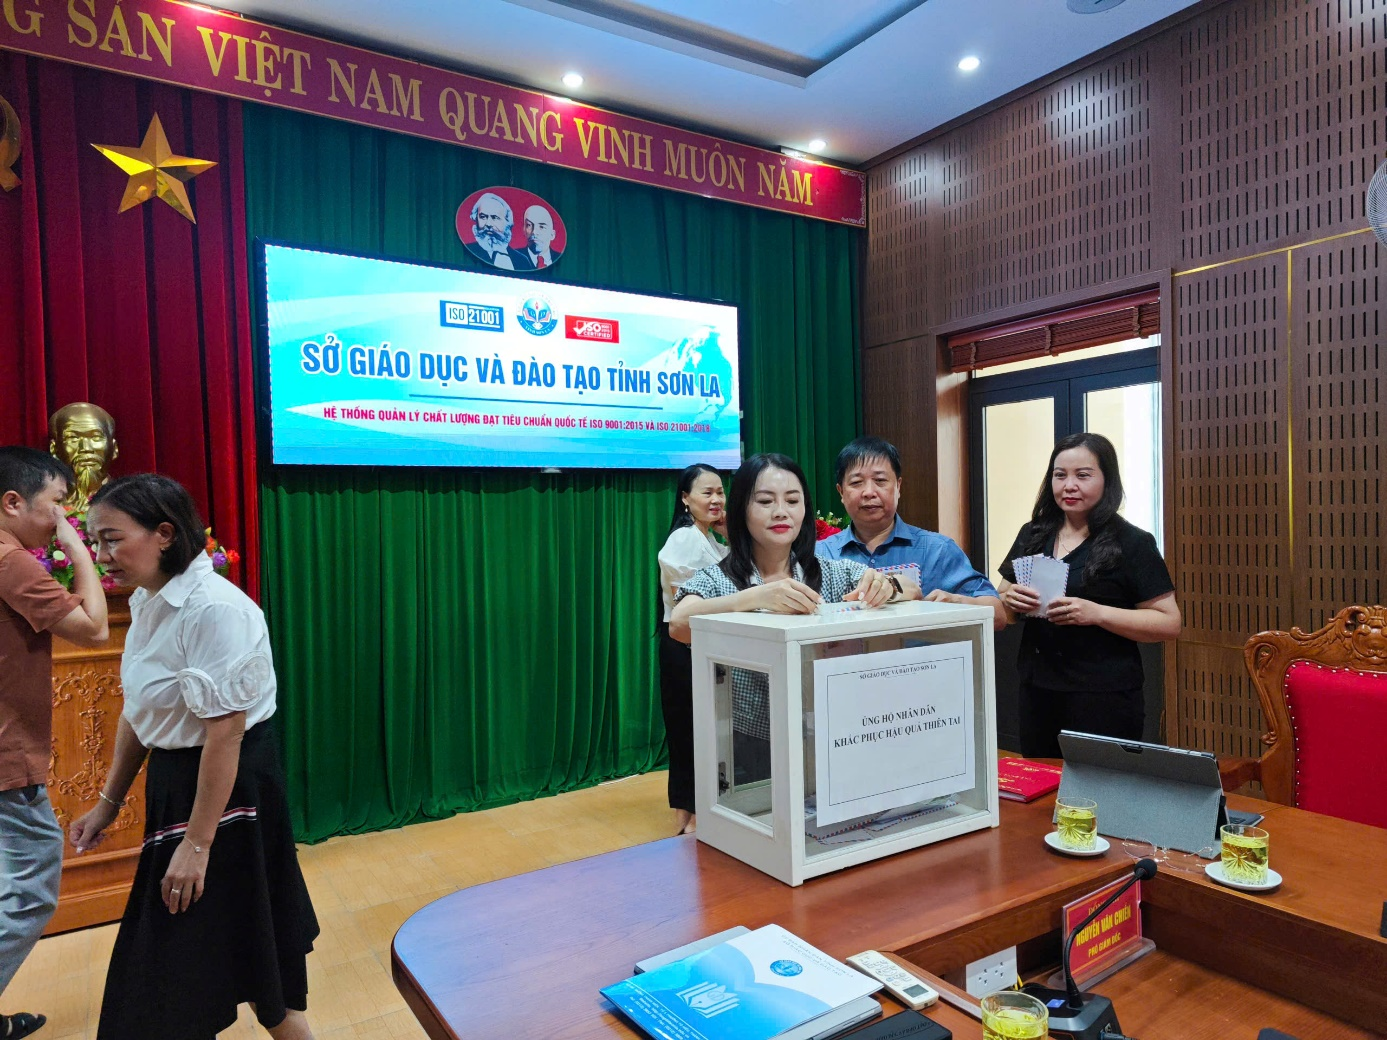 G SẢN VIỆT NAM QUANG VINH MUÔN NĂM
ISO 21001
ISO
CERTIFIED
SỞ GIÁO DỤC VÀ ĐÀO TẠO TỈNH SƠN LA
HỆ THỐNG QUẢN LÝ CHẤT LƯỢNG ĐẠT TIÊU CHUẨN QUỐC TẾ ISO 9001:2015 VÀ ISO 21001:2018
SỞ GIÁO DỤC VÀ ĐÀO TẠO SƠN LA
ỦNG HỘ NHÂN DÂN
KHẮC PHỤC HẬU QUẢ THIÊN TAI
NGUYỄN VĂN CHIẾN
PHÓ GIÁM ĐỐC